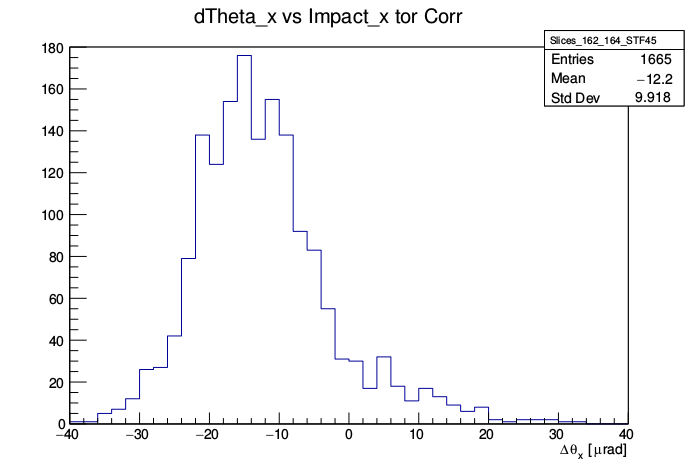 dTheta_x vs Impact_x tor Corr
Slices_162_164_STF45
Entries 1665
Mean −12.2
Std Dev 9.918
180
160
140
120
100
80
60
40
20
0
−40 −30 −20 −10 0 10 20 30 40
Δθx [μrad]